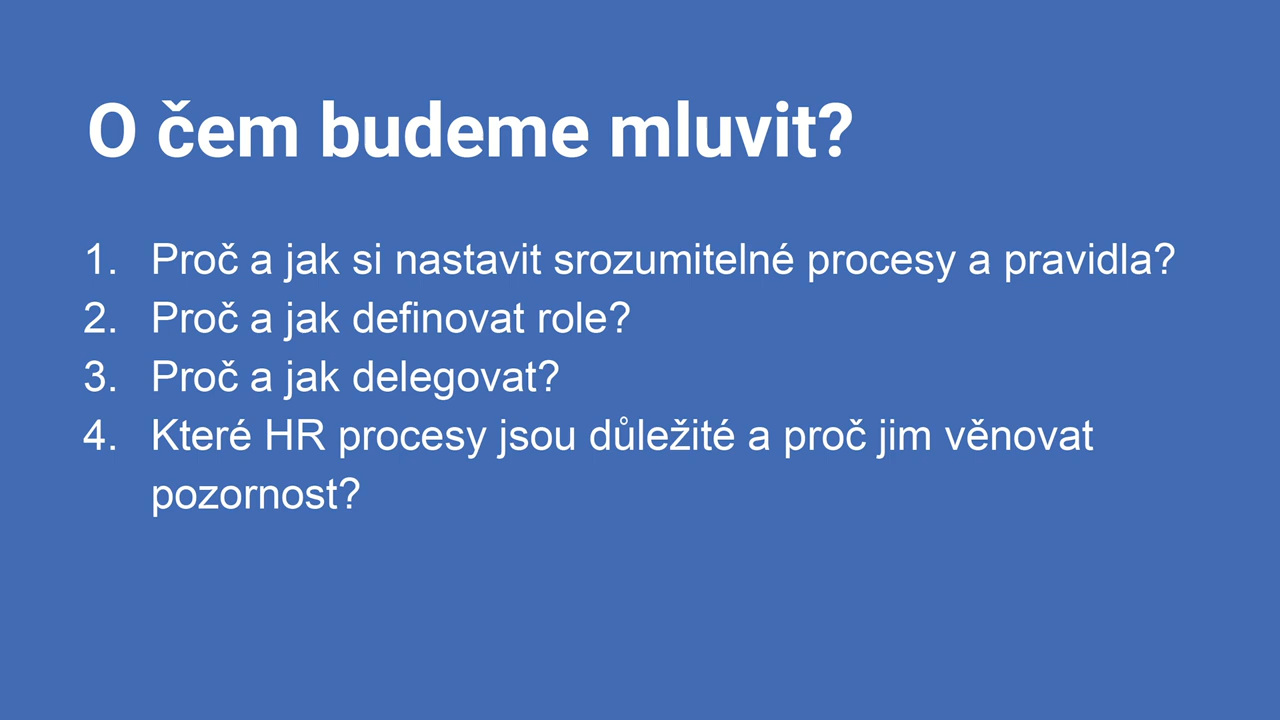 O čem budeme mluvit?
1. Proč a jak si nastavit srozumitelné procesy a pravidla?
2. Proč a jak definovat role?
3. Proč a jak delegovat?
4. Které HR procesy jsou důležité a proč jim věnovat
pozornost?